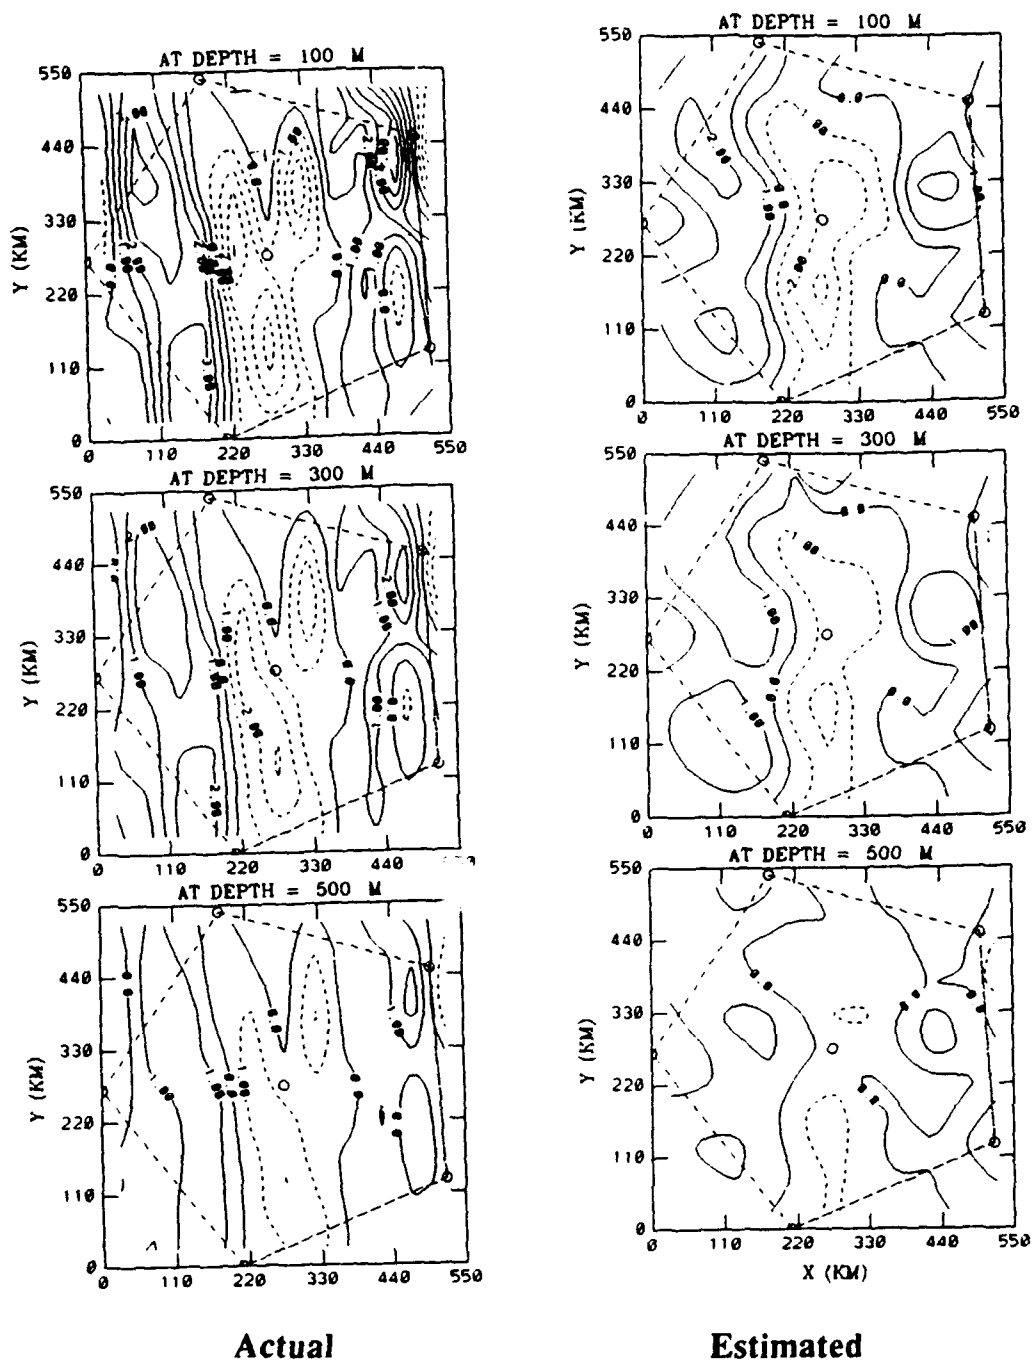 AT DEPTH = 100 M
550
440
330
220
110
0
Y (KM)
0 110 220 330 440 550
AT DEPTH = 300 M
550
440
330
220
110
0
Y (KM)
0 110 220 330 440
AT DEPTH = 500 M
550
440
330
220
110
0
Y (KM)
0 110 220 330 440 550
Actual
AT DEPTH = 100 M
550
440
330
220
110
0
Y (KM)
0 110 220 330 440 550
AT DEPTH = 300 M
550
440
330
220
110
0
Y (KM)
0 110 220 330 440 550
AT DEPTH = 500 M
550
440
330
220
110
0
Y (KM)
0 110 220 330 440 550
X (KM)
Estimated